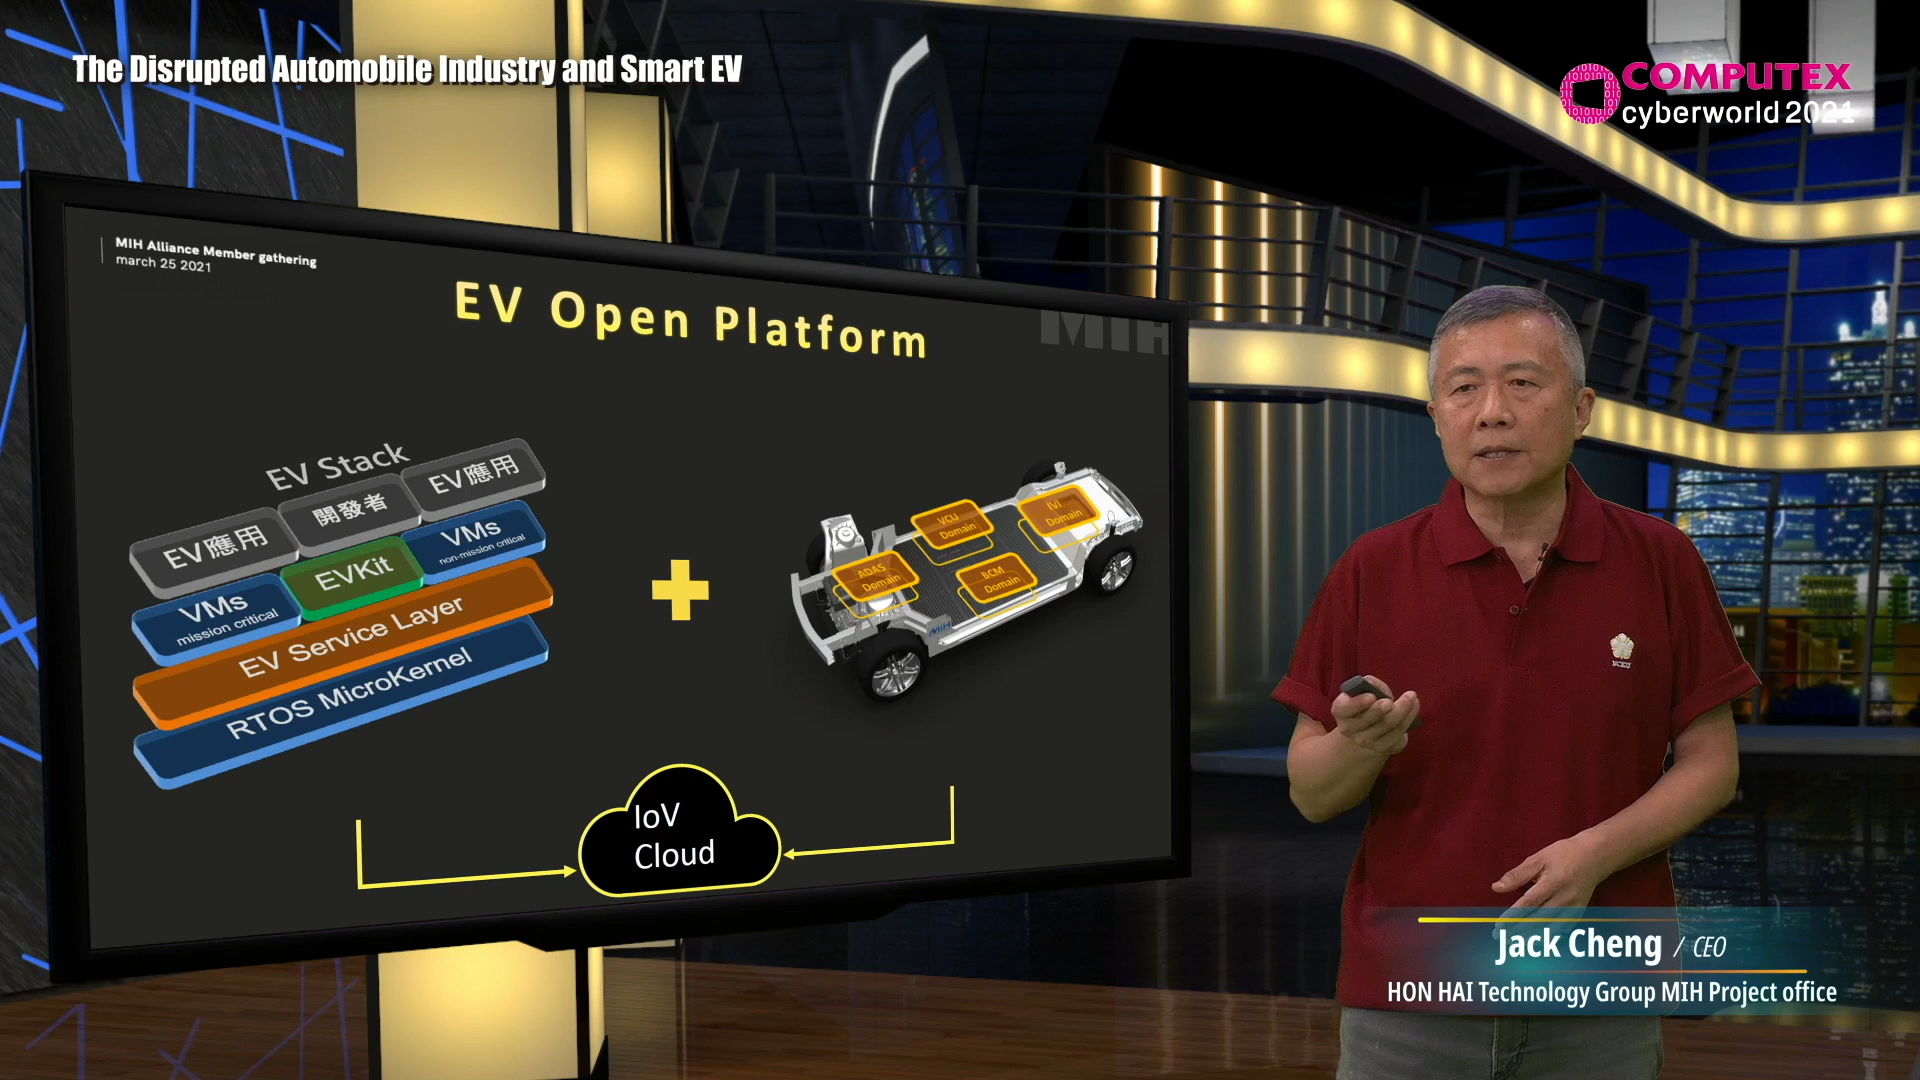 The Disrupted Automobile Industry and Smart EV
COMPUTEX
cyberworld 2021
MIH Alliance Member gathering
march 25 2021
EV Open Platform
MIH
EV Stack
EV應用
開發者
EV應用
VMs
mission critical
EVKit
VMs
non-mission critical
EV Service Layer
RTOS MicroKernel
VCU
Domain
IVI
Domain
ADAS
Domain
BCM
Domain
MIH
IoV
Cloud
NCKU
Jack Cheng / CEO
HON HAI Technology Group MIH Project office